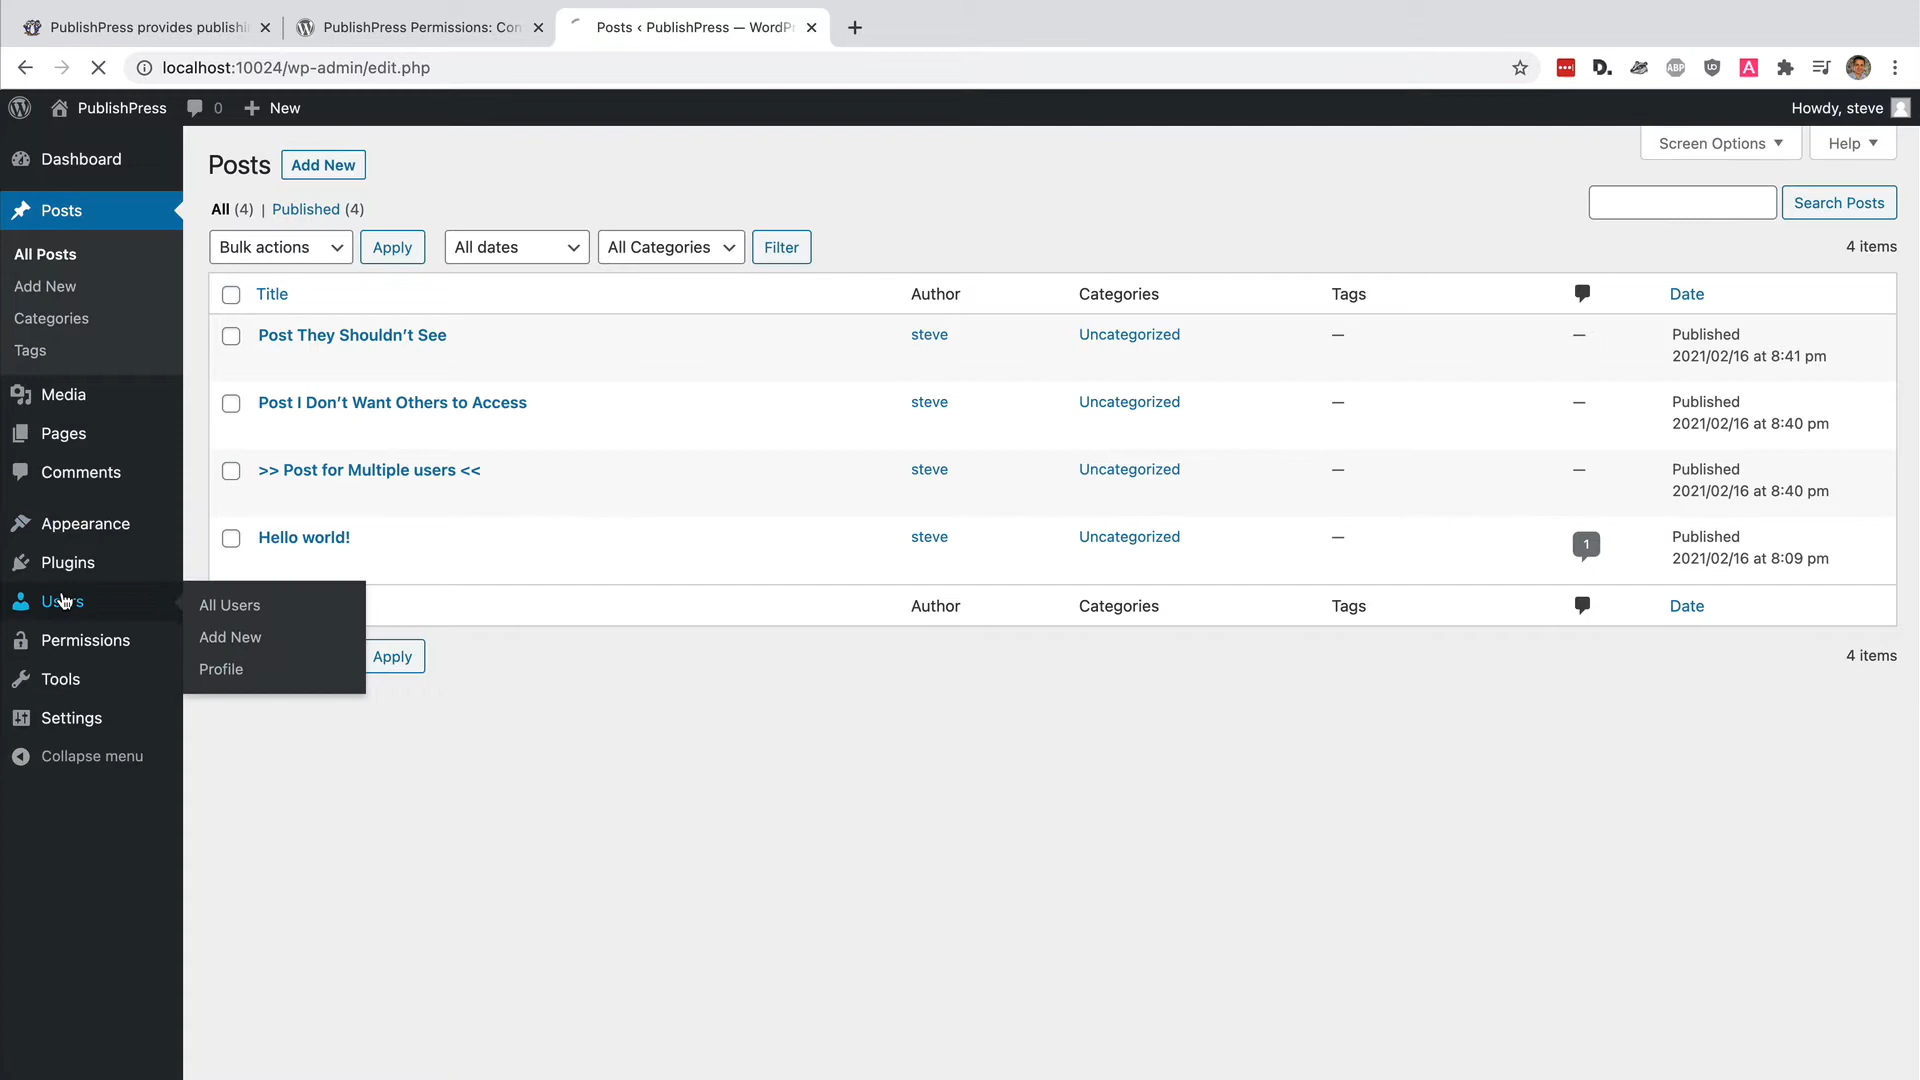 PublishPress provides publishi
PublishPress Permissions: Con
Posts ‹ PublishPress — WordPr
localhost:10024/wp-admin/edit.php
D.
ABP
A
PublishPress 0 New
Howdy, steve
Dashboard
Posts
All Posts
Add New
Categories
Tags
Media
Pages
Comments
Appearance
Plugins
Users
Permissions
Tools
Settings
Collapse menu
All Users
Add New
Profile
Screen Options
Help
Posts
Add New
All (4) | Published (4)
Search Posts
Bulk actions
Apply
All dates
All Categories
Filter
4 items
Title Author Categories Tags Date
Post They Shouldn’t See steve Uncategorized — — Published
2021/02/16 at 8:41 pm
Post I Don’t Want Others to Access steve Uncategorized — — Published
2021/02/16 at 8:40 pm
>> Post for Multiple users << steve Uncategorized — — Published
2021/02/16 at 8:40 pm
Hello world! steve Uncategorized — 1 Published
2021/02/16 at 8:09 pm
Author Categories Tags Date
Apply
4 items